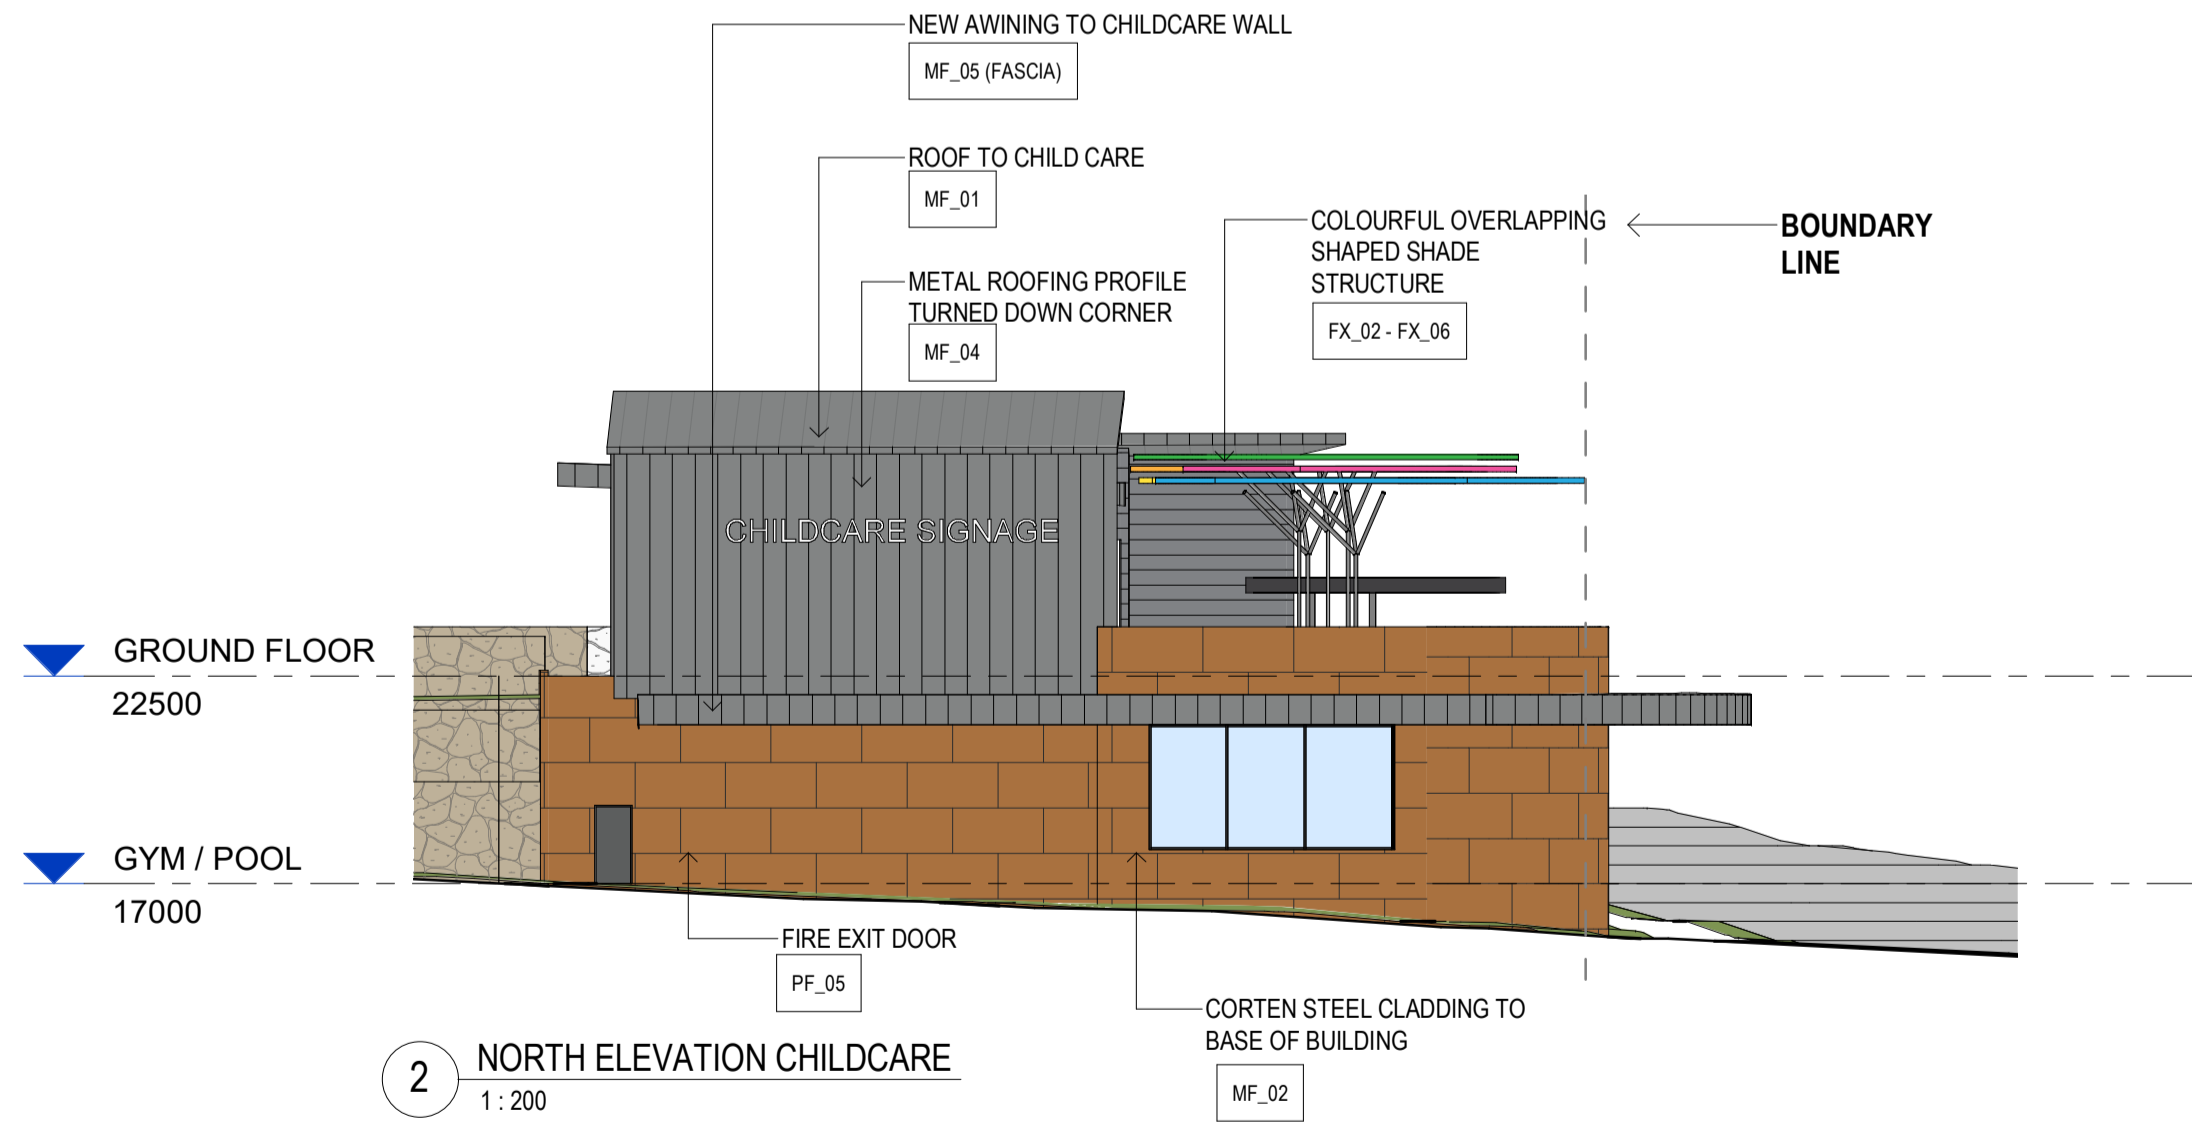 NEW AWINING TO CHILDCARE WALL
MF_05 (FASCIA)
ROOF TO CHILD CARE
MF_01
METAL ROOFING PROFILE
TURNED DOWN CORNER
MF_04
COLOURFUL OVERLAPPING
SHAPED SHADE
STRUCTURE
FX_02 - FX_06
BOUNDARY
LINE
CHILDCARE SIGNAGE
GROUND FLOOR
22500
GYM / POOL
17000
FIRE EXIT DOOR
PF_05
CORTEN STEEL CLADDING TO
BASE OF BUILDING
MF_02
2
NORTH ELEVATION CHILDCARE
1 : 200